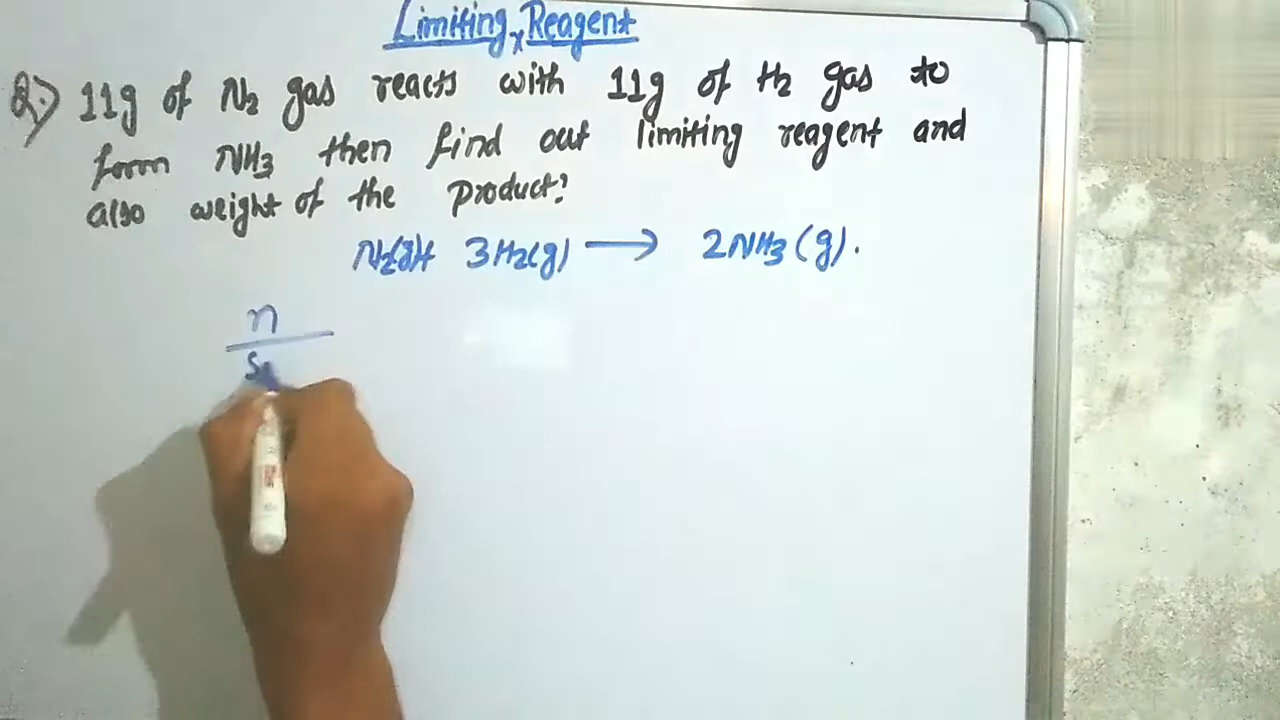 Limiting Reagent
Q.) 11g of N2 gas reacts with 11g of H2 gas to
form NH3 then find out limiting reagent and
also weight of the Product?
N2(g)+ 3H2(g) → 2NH3(g).
n